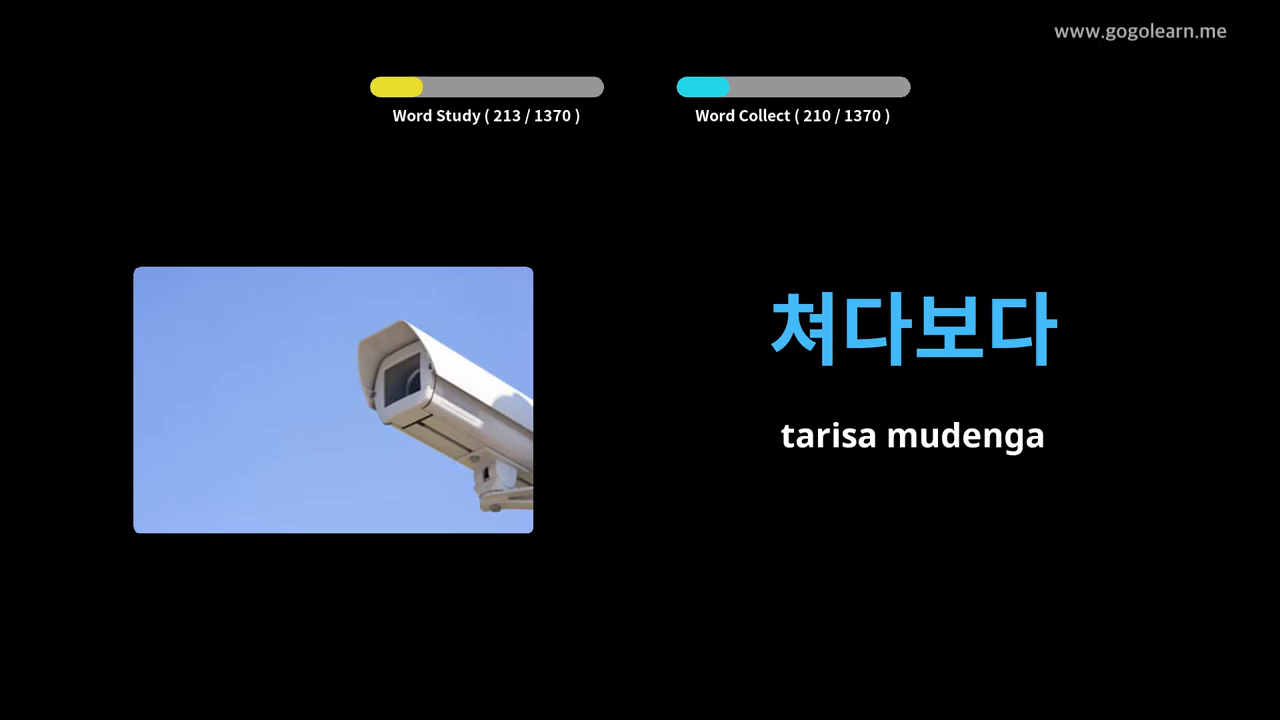 www.gogolearn.me
Word Study ( 213 / 1370 )
Word Collect ( 210 / 1370 )
쳐다보다
tarisa mudenga